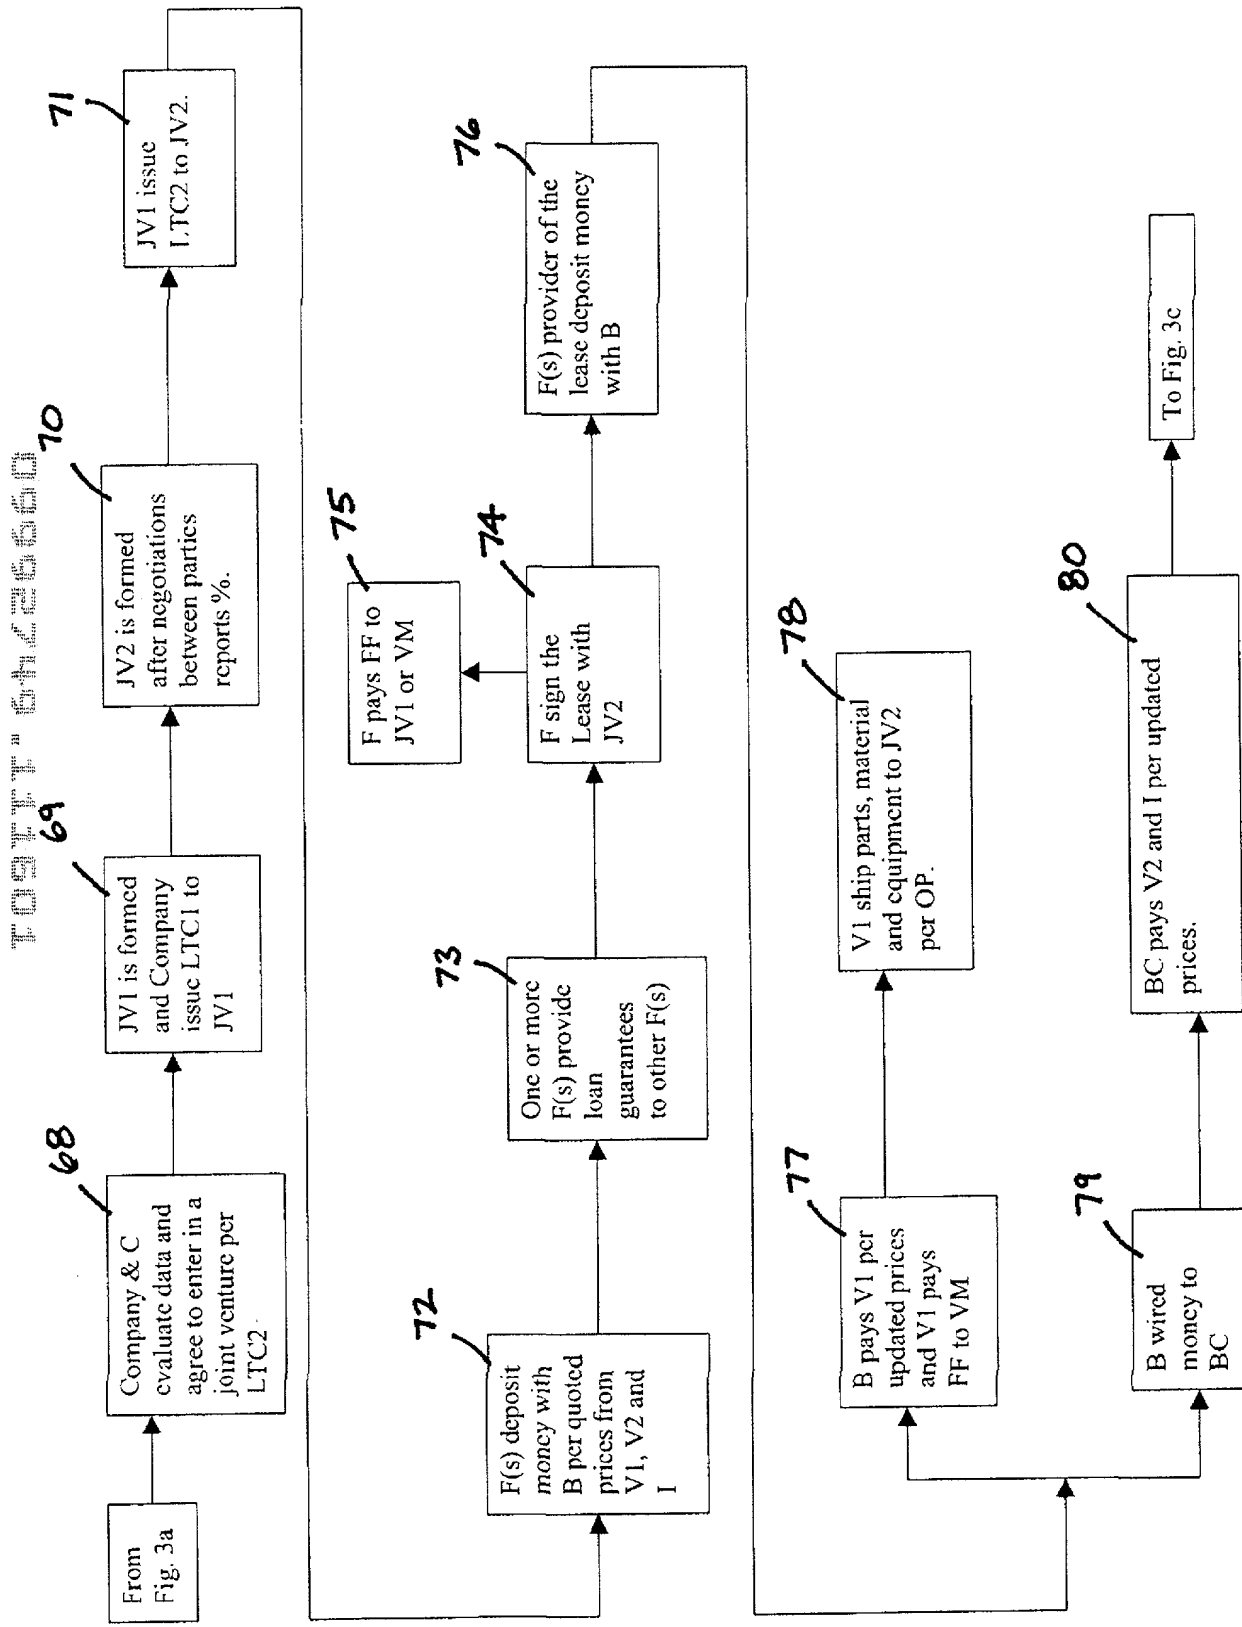 From
Fig. 3a
68
Company & C
evaluate data and
agree to enter in a
joint venture per
LTC2
69
JV1 is formed
and Company
issue LTC1 to
JV1
70
JV2 is formed
after negotiations
between parties
reports %.
71
JV1 issue
LTC2 to JV2.
72
F(s) deposit
money with
B per quoted
prices from
V1, V2 and
I
73
One or more
F(s) provide
loan
guarantees
to other F(s)
74
F sign the
Lease with
JV2
75
F pays FF to
JV1 or VM
76
F(s) provider of the
lease deposit money
with B
77
B pays V1 per
updated prices
and V1 pays
FF to VM
78
V1 ship parts, material
and equipment to JV2
per OP.
79
B wired
money to
BC
80
BC pays V2 and I per updated
prices.
To Fig. 3c